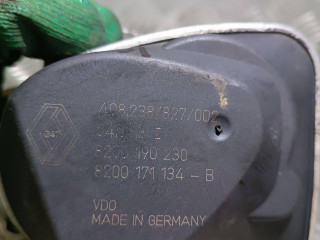 408.238/827/002
8200 190 230
8200 171 134 - B
VDO
MADE IN GERMANY